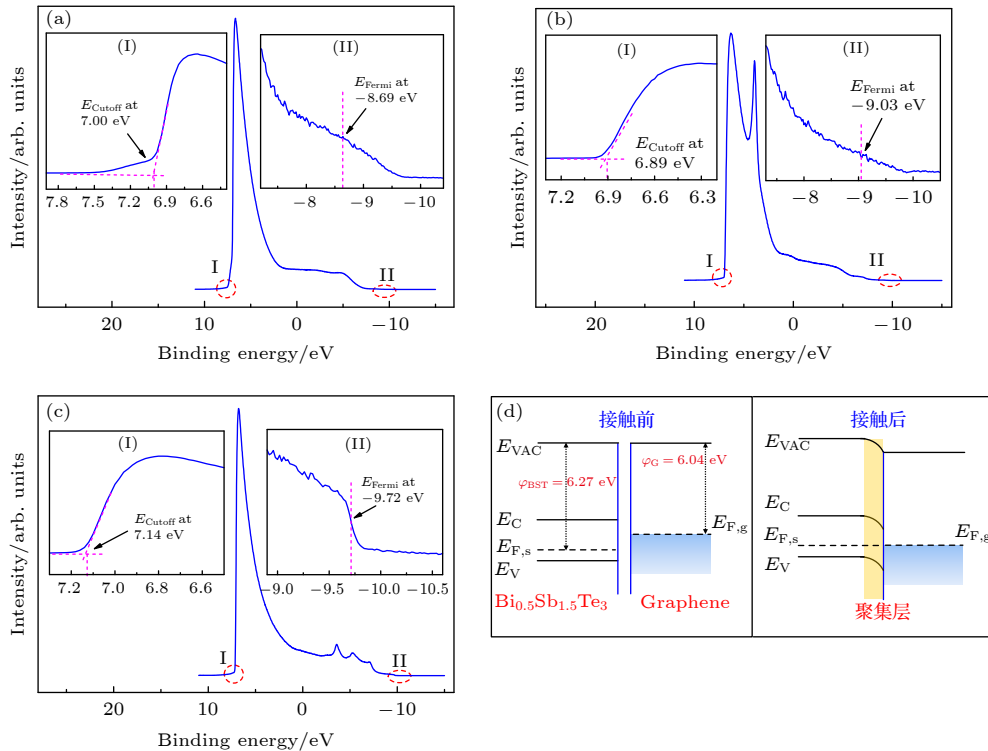 (a)
(I)
(II)
E_Cutoff at
7.00 eV
E_Fermi at
−8.69 eV
7.8 7.5 7.2 6.9 6.6
−8 −9 −10
I
II
Intensity/arb. units
20 10 0 −10
Binding energy/eV
(b)
(I)
(II)
E_Cutoff at
6.89 eV
E_Fermi at
−9.03 eV
7.2 6.9 6.6 6.3
−8 −9 −10
I
II
Intensity/arb. units
20 10 0 −10
Binding energy/eV
(c)
(I)
(II)
E_Cutoff at
7.14 eV
E_Fermi at
−9.72 eV
7.2 7.0 6.8 6.6
−9.0 −9.5 −10.0 −10.5
I
II
Intensity/arb. units
20 10 0 −10
Binding energy/eV
(d)
接触前
E_VAC
φ_G = 6.04 eV
φ_BST = 6.27 eV
E_C
E_F,g
E_F,s
E_V
Bi₀.₅Sb₁.₅Te₃ Graphene
接触后
E_VAC
E_C
E_F,s
E_F,g
E_V
聚集层